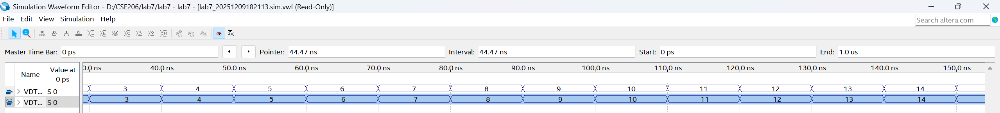 Simulation Waveform Editor - D:/CSE206/lab7/lab7 - lab7 - [lab7_20251209182113.sim.vwf (Read-Only)]
File Edit View Simulation Help
Search altera.com
Master Time Bar: 0 ps Pointer: 44.47 ns Interval: 44.47 ns Start: 0 ps End: 1.0 us
Name
Value at
0 ps
0.0 ns 40.0 ns 50.0 ns 60.0 ns 70.0 ns 80.0 ns 90.0 ns 100.0 ns 110.0 ns 120.0 ns 130.0 ns 140.0 ns 150.0 ns
VDT... S 0 3 4 5 6 7 8 9 10 11 12 13 14
VDT... S 0 -3 -4 -5 -6 -7 -8 -9 -10 -11 -12 -13 -14